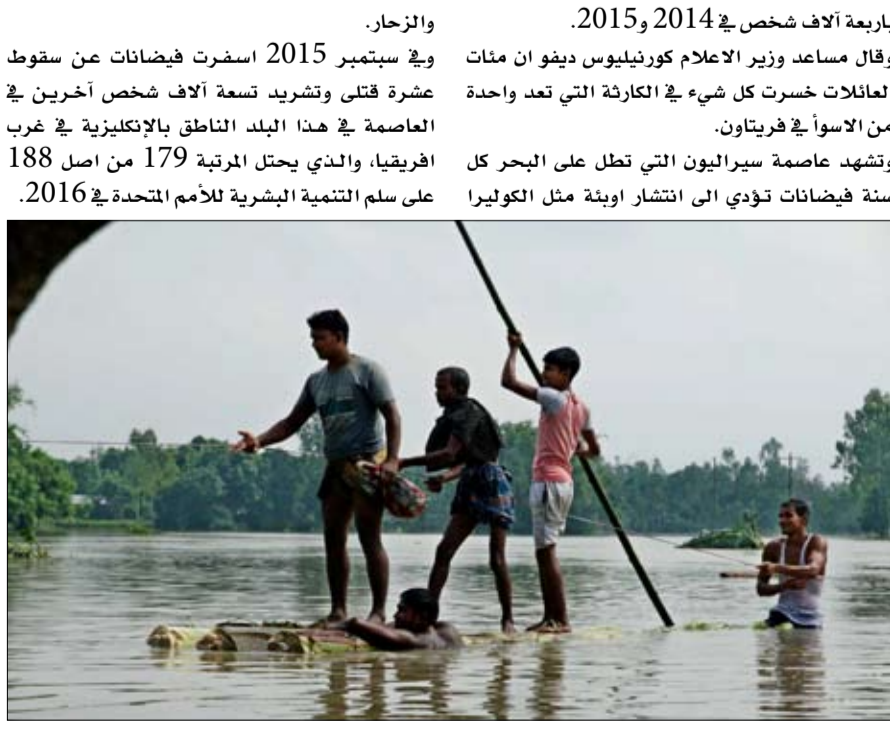 باربعة آلاف شخص في 2014 و2015.
وقال مساعد وزير الاعلام كورنيليوس ديفو ان مئات
العائلات خسرت كل شيء في الكارثة التي تعد واحدة
من الاسوأ في فريتاون.
وتشهد عاصمة سيراليون التي تطل على البحر كل
سنة فيضانات تؤدي الى انتشار اوبئة مثل الكوليرا
والزحار.
وفي سبتمبر 2015 اسفرت فيضانات عن سقوط
عشرة قتلى وتشريد تسعة آلاف شخص آخرين في
العاصمة في هذا البلد الناطق بالإنكليزية في غرب
افريقيا، والذي يحتل المرتبة 179 من اصل 188
على سلم التنمية البشرية للأمم المتحدة في 2016.